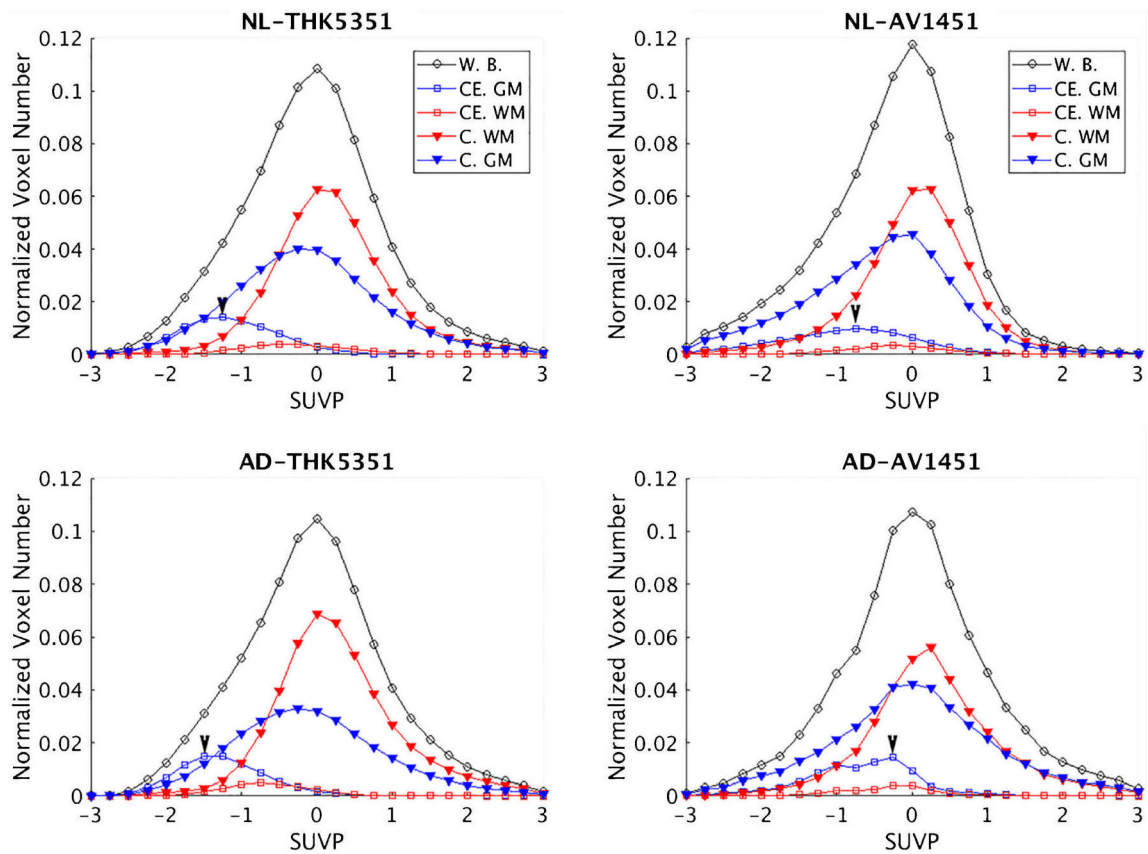 NL-THK5351
Normalized Voxel Number
0.12
0.1
0.08
0.06
0.04
0.02
0
W. B.
CE. GM
CE. WM
C. WM
C. GM
-3 -2 -1 0 1 2 3
SUVP
NL-AV1451
Normalized Voxel Number
0.12
0.1
0.08
0.06
0.04
0.02
0
W. B.
CE. GM
CE. WM
C. WM
C. GM
-3 -2 -1 0 1 2 3
SUVP
AD-THK5351
Normalized Voxel Number
0.12
0.1
0.08
0.06
0.04
0.02
0
-3 -2 -1 0 1 2 3
SUVP
AD-AV1451
Normalized Voxel Number
0.12
0.1
0.08
0.06
0.04
0.02
0
-3 -2 -1 0 1 2 3
SUVP